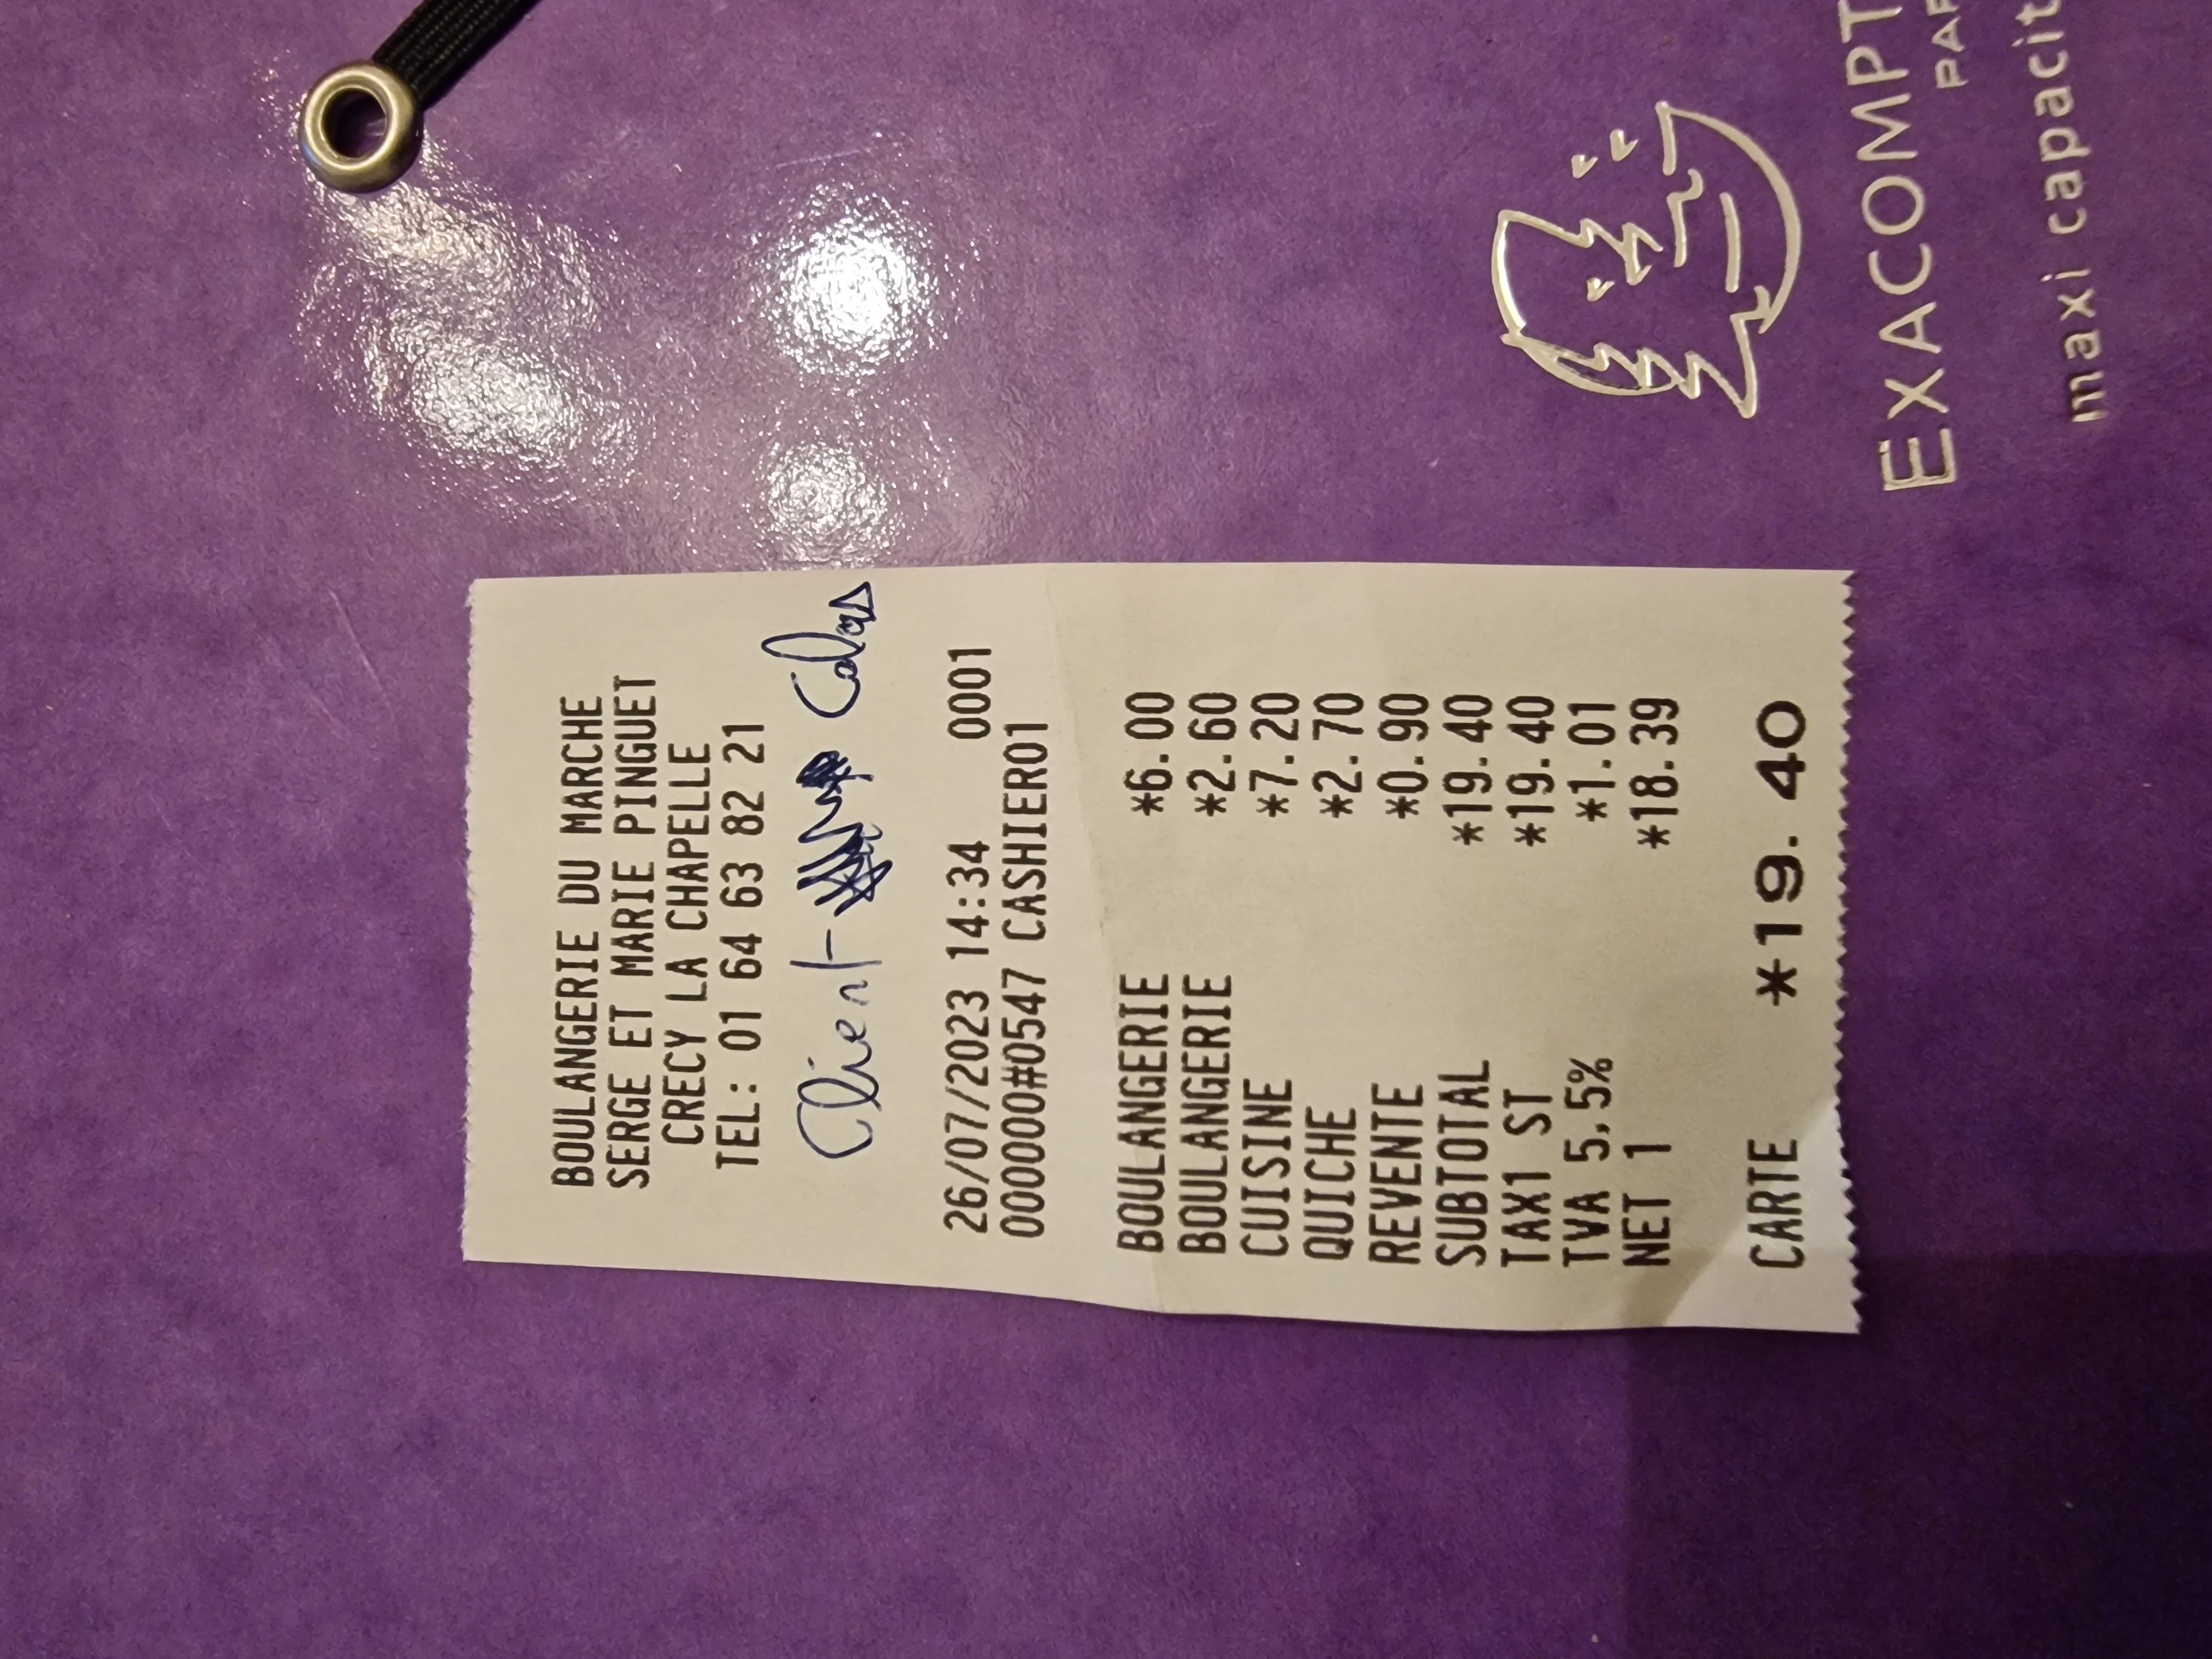 BOULANGERIE DU MARCHE
SERGE ET MARIE PINGUET
CRECY LA CHAPELLE
TEL: 01 64 63 82 21
Client
26/07/2023 14:34 0001
000000#0547 CASHIER01
BOULANGERIE *6.00
BOULANGERIE *2.60
CUISINE *7.20
QUICHE *2.70
REVENTE *0.90
SUBTOTAL *19.40
TAX1 ST *19.40
TVA 5,5% *1.01
NET 1 *18.39
CARTE *19.40
EXACOMPT
PAR
maxi capacit